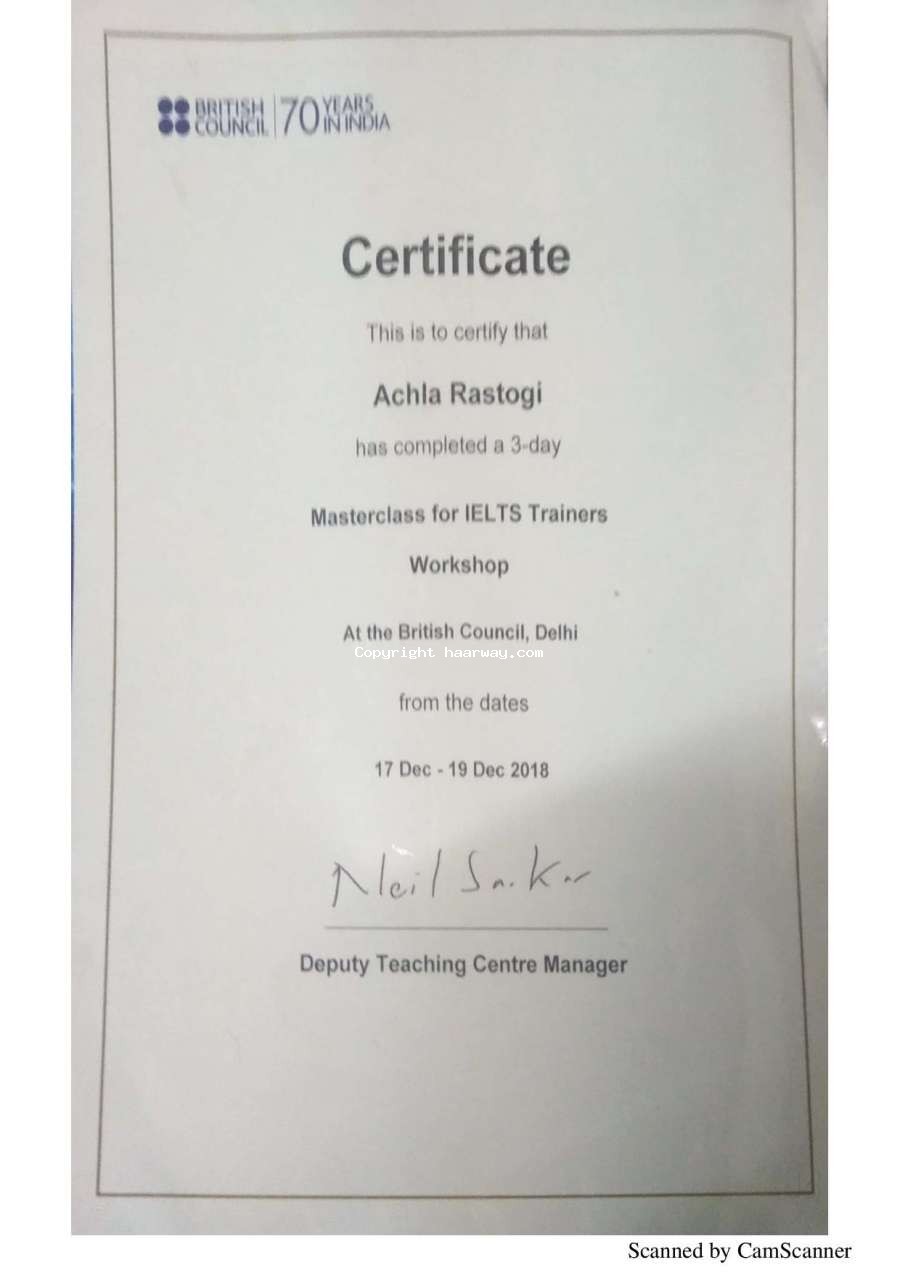 BRITISH COUNCIL 70 YEARS IN INDIA
Certificate
This is to certify that
Achla Rastogi
has completed a 3-day
Masterclass for IELTS Trainers
Workshop
At the British Council, Delhi
Copyright haarway.com
from the dates
17 Dec - 19 Dec 2018
Neil Sarkar
Deputy Teaching Centre Manager
Scanned by CamScanner